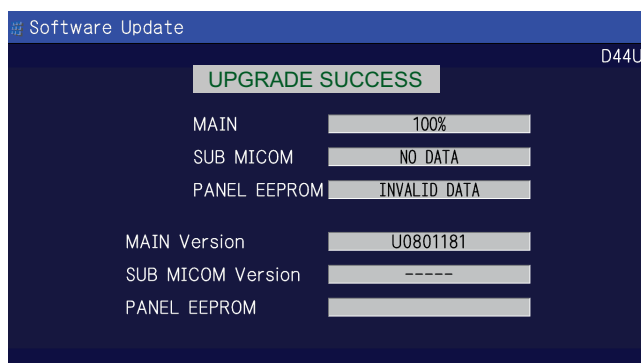 Software Update
D44U
UPGRADE SUCCESS
MAIN 100%
SUB MICOM NO DATA
PANEL EEPROM INVALID DATA
MAIN Version U0801181
SUB MICOM Version -----
PANEL EEPROM